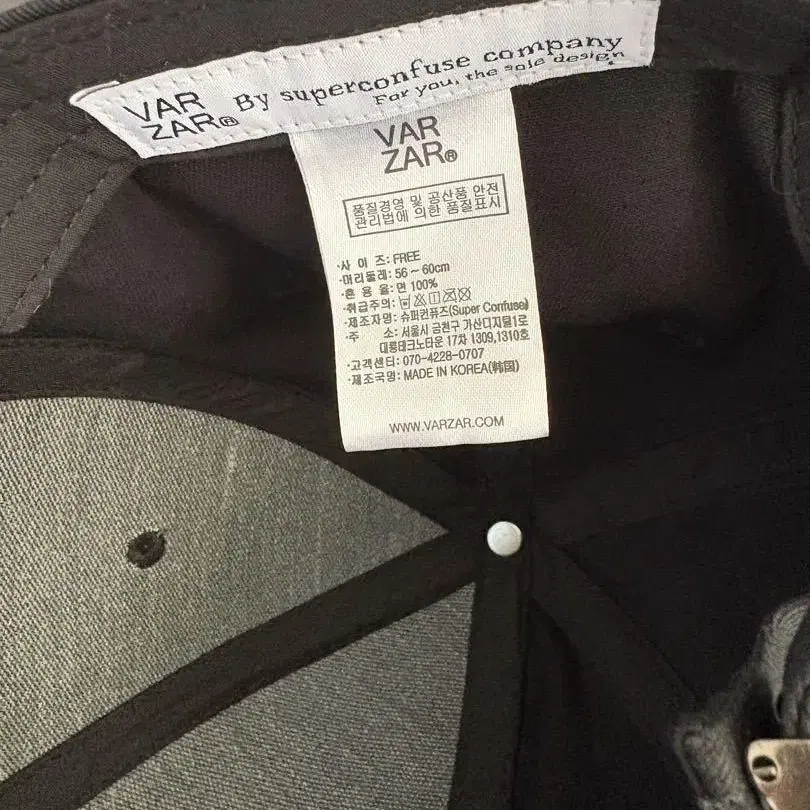 VAR
ZAR® By superconfuse company
For you, the sole design
VAR
ZAR®
품질경영 및 공산품 안전
관리법에 의한 품질표시
·사 이 즈: FREE
·머리둘레: 56 ~ 60cm
·혼 용 율: 면 100%
·취급주의:
·제조자명: 슈퍼컨퓨즈(Super Confuse)
·주 소: 서울시 금천구 가산디지털1로
대륭테크노타운 17차 1309,1310호
·고객센터: 070-4228-0707
·제조국명: MADE IN KOREA(韩国)
WWW.VARZAR.COM